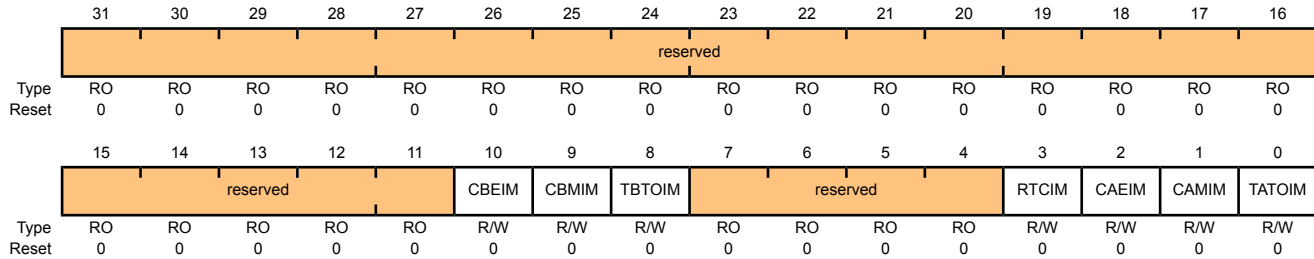 31 30 29 28 27 26 25 24 23 22 21 20 19 18 17 16
reserved
Type RO RO RO RO RO RO RO RO RO RO RO RO RO RO RO RO
Reset 0 0 0 0 0 0 0 0 0 0 0 0 0 0 0 0
15 14 13 12 11 10 9 8 7 6 5 4 3 2 1 0
reserved CBEIM CBMIM TBTOIM reserved RTCIM CAEIM CAMIM TATOIM
Type RO RO RO RO RO R/W R/W R/W RO RO RO RO R/W R/W R/W R/W
Reset 0 0 0 0 0 0 0 0 0 0 0 0 0 0 0 0